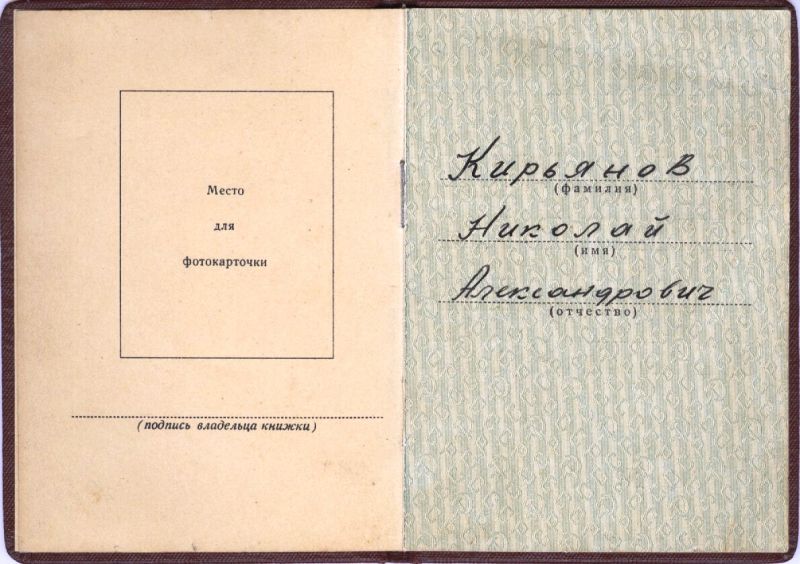 Место
для
фотокарточки
(подпись владельца книжки)
Кирьянов
(фамилия)
Николай
(имя)
Александрович
(отчество)